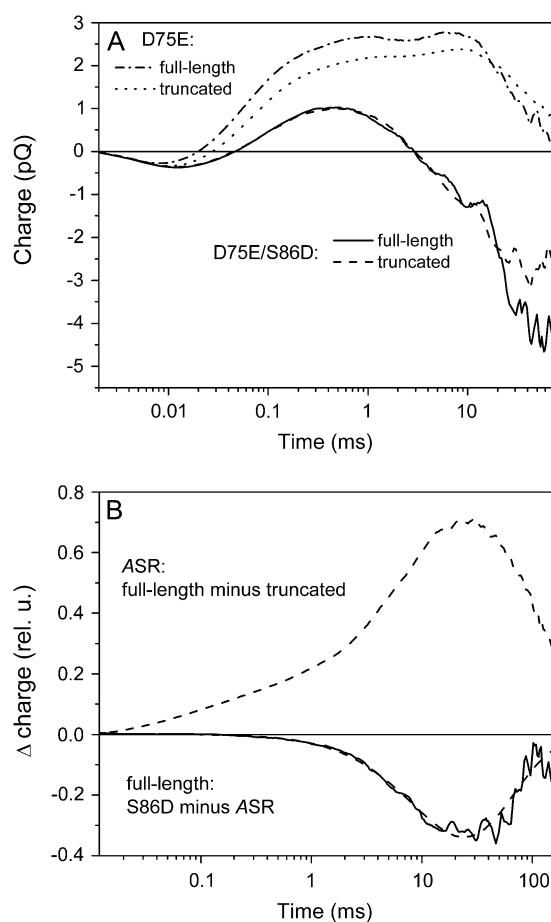 A
D75E:
full-length
truncated
D75E/S86D:
full-length
truncated
3
2
1
0
-1
-2
-3
-4
-5
Charge (pQ)
0.01
0.1
1
10
Time (ms)
B
ASR:
full-length minus truncated
full-length:
S86D minus ASR
0.8
0.6
0.4
0.2
0.0
-0.2
-0.4
Δ charge (rel. u.)
0.1
1
10
100
Time (ms)